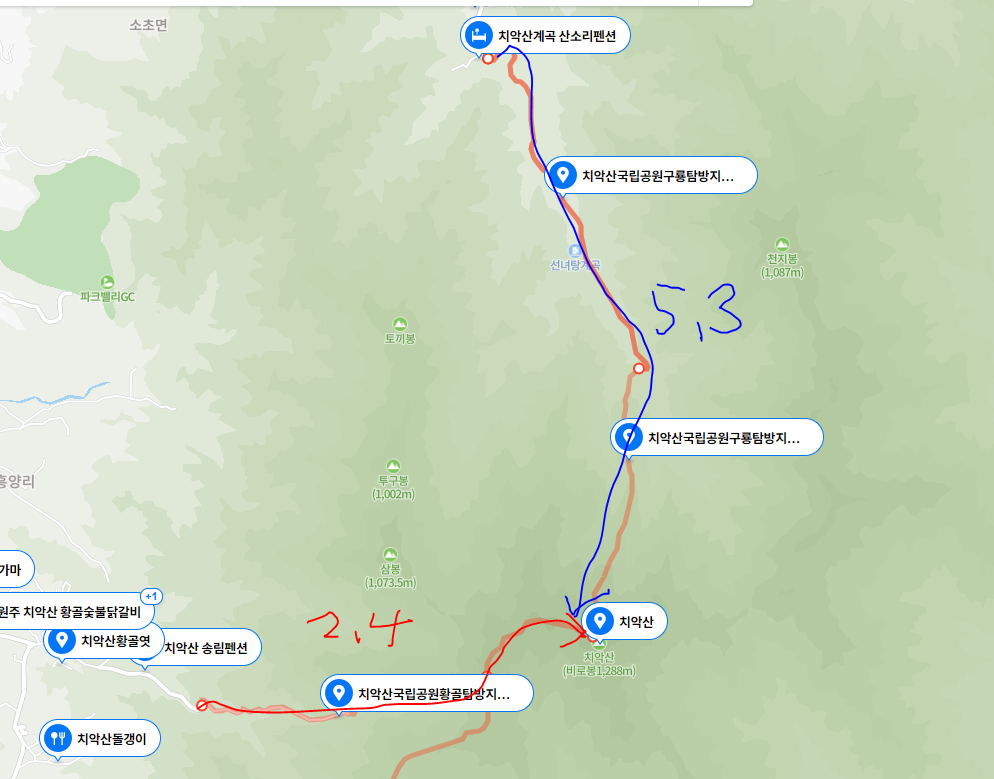 소초면
치악산계곡 산소리펜션
치악산국립공원구룡탐방지...
선녀탕계곡
천지봉
(1,087m)
파크밸리GC
토끼봉
5,3
치악산국립공원구룡탐방지...
투구봉
(1,002m)
흥양리
삼봉
(1,073.5m)
가마
+1
원주 치악산 황골숯불닭갈비
2.4
치악산
치악산황골엿
치악산 송림펜션
치악산
(비로봉1,288m)
치악산국립공원황골탐방지...
치악산돌갱이